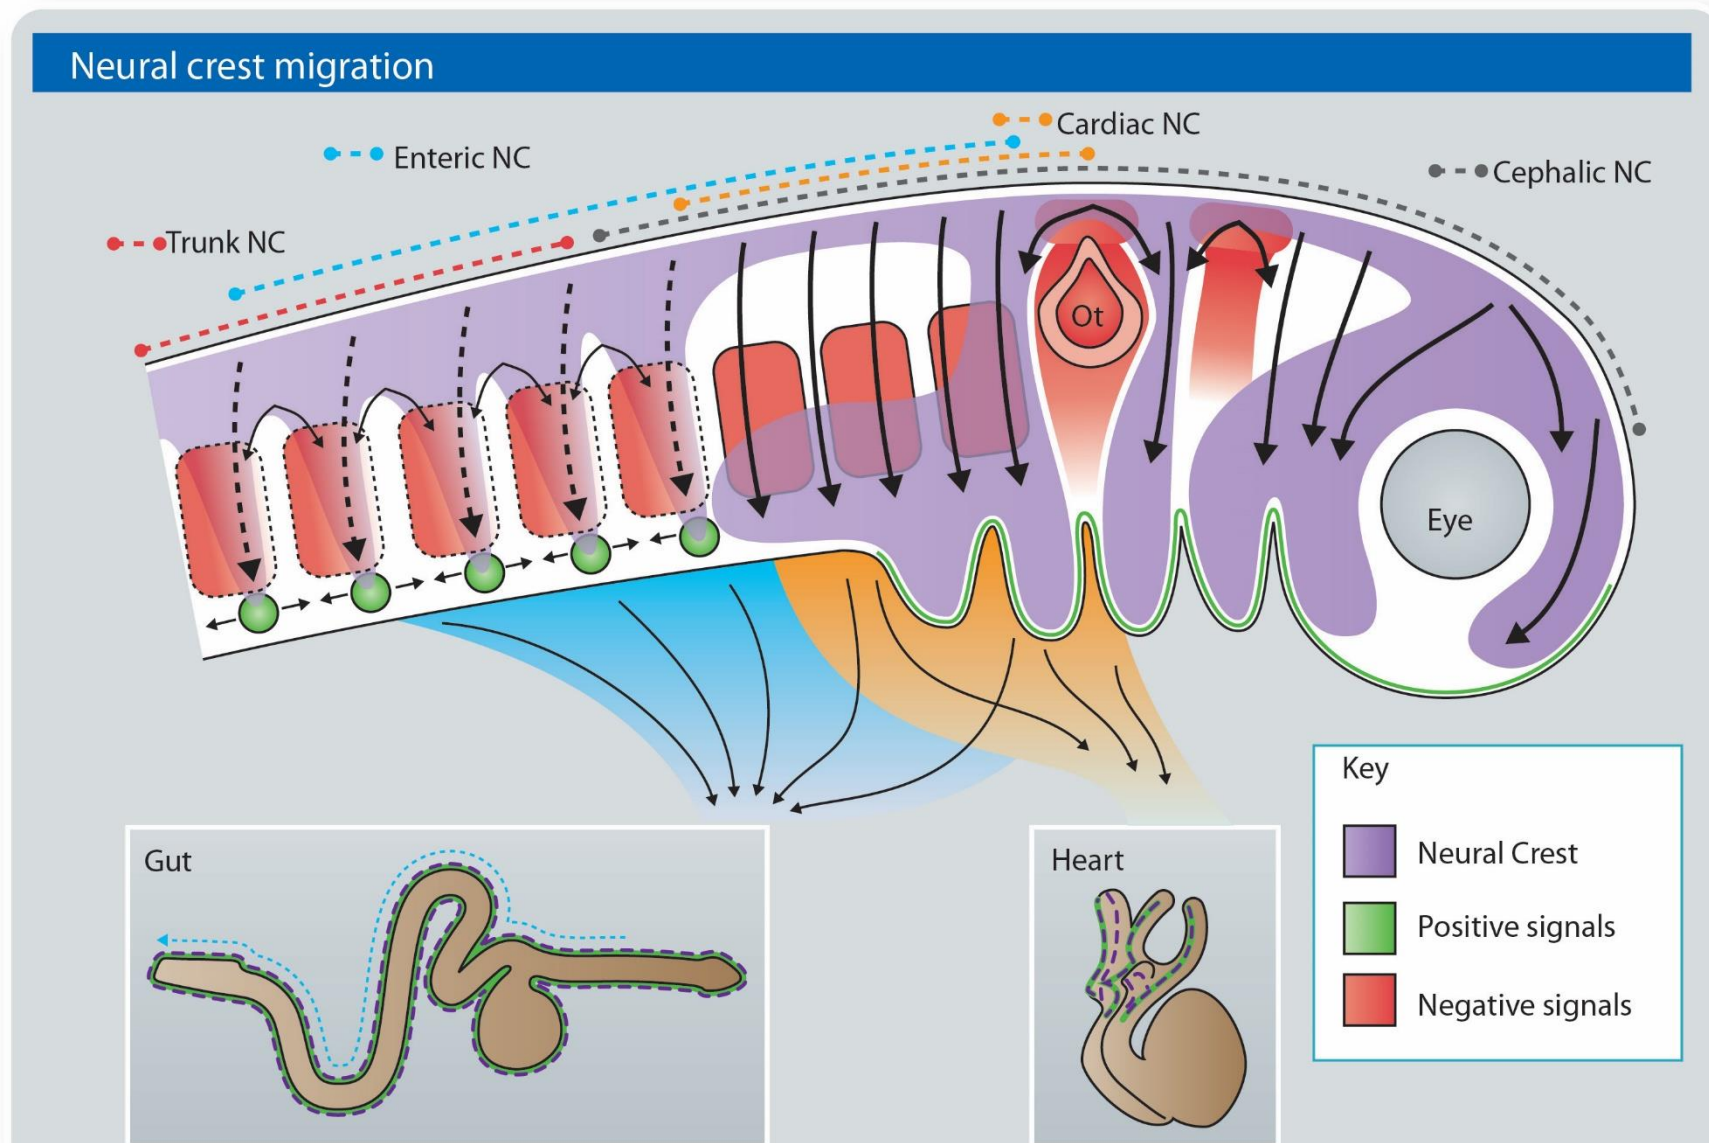 Neural crest migration
Cardiac NC
Enteric NC
Cephalic NC
Trunk NC
Ot
Eye
Key
Neural Crest
Positive signals
Negative signals
Gut
Heart